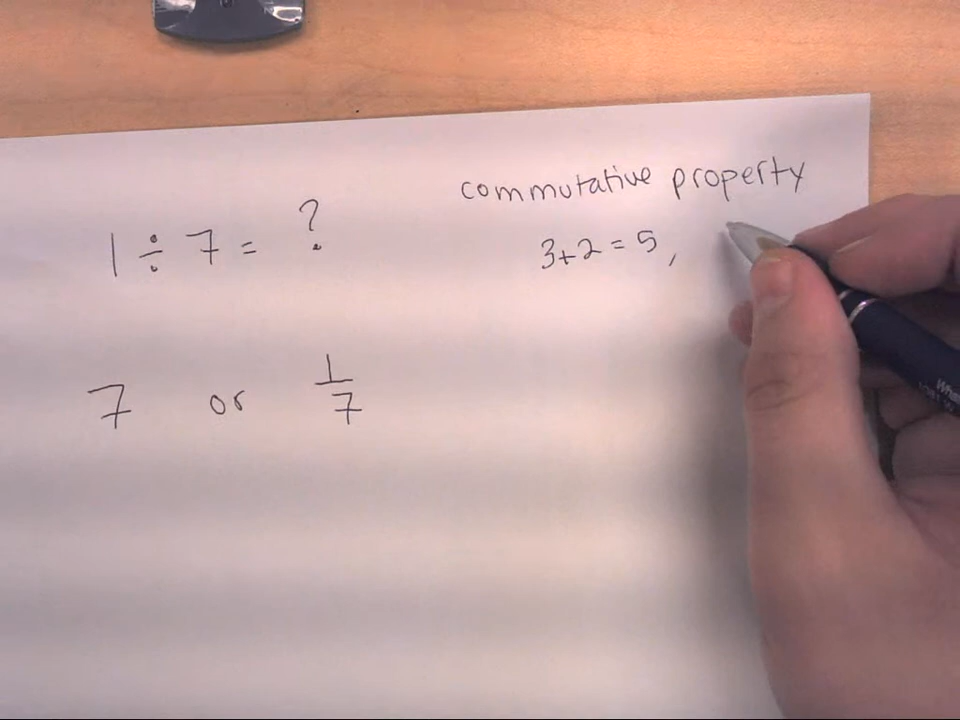 commutative property
1 ÷ 7 = ?
3+2 = 5,
7 or 1/7